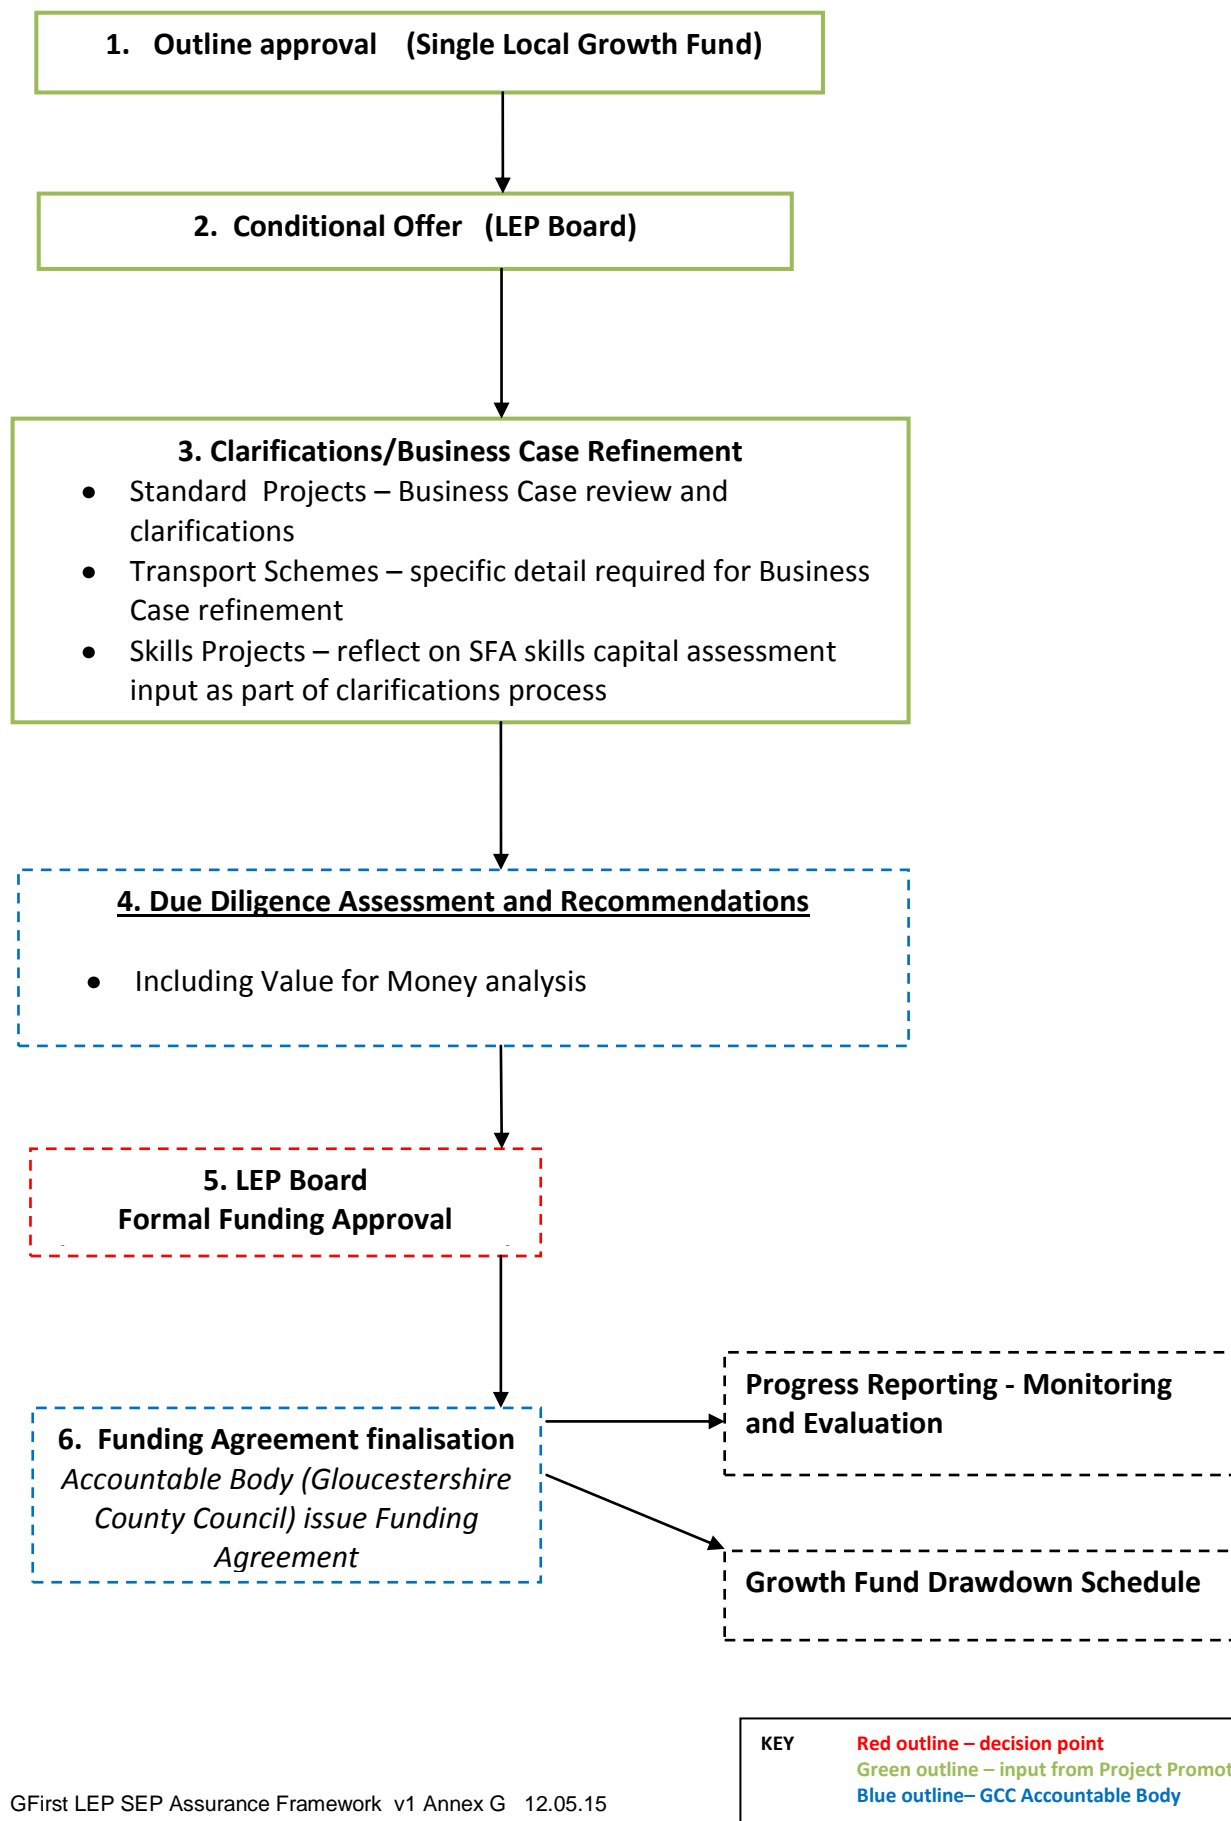 1. Outline approval (Single Local Growth Fund)
2. Conditional Offer (LEP Board)
3. Clarifications/Business Case Refinement
• Standard Projects – Business Case review and
clarifications
• Transport Schemes – specific detail required for Business
Case refinement
• Skills Projects – reflect on SFA skills capital assessment
input as part of clarifications process
4. Due Diligence Assessment and Recommendations
• Including Value for Money analysis
5. LEP Board
Formal Funding Approval
6. Funding Agreement finalisation
Accountable Body (Gloucestershire
County Council) issue Funding
Agreement
Progress Reporting - Monitoring
and Evaluation
Growth Fund Drawdown Schedule
KEY Red outline – decision point
Green outline – input from Project Promot
Blue outline– GCC Accountable Body
GFirst LEP SEP Assurance Framework v1 Annex G 12.05.15